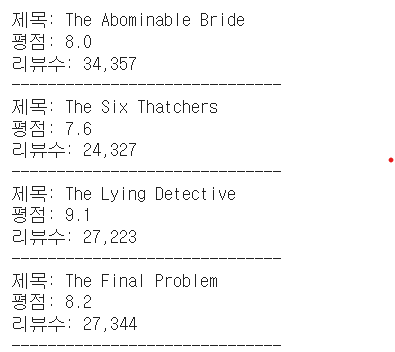 제목: The Abominable Bride
평점: 8.0
리뷰수: 34,357
------------------------------
제목: The Six Thatchers
평점: 7.6
리뷰수: 24,327
------------------------------
제목: The Lying Detective
평점: 9.1
리뷰수: 27,223
------------------------------
제목: The Final Problem
평점: 8.2
리뷰수: 27,344
------------------------------